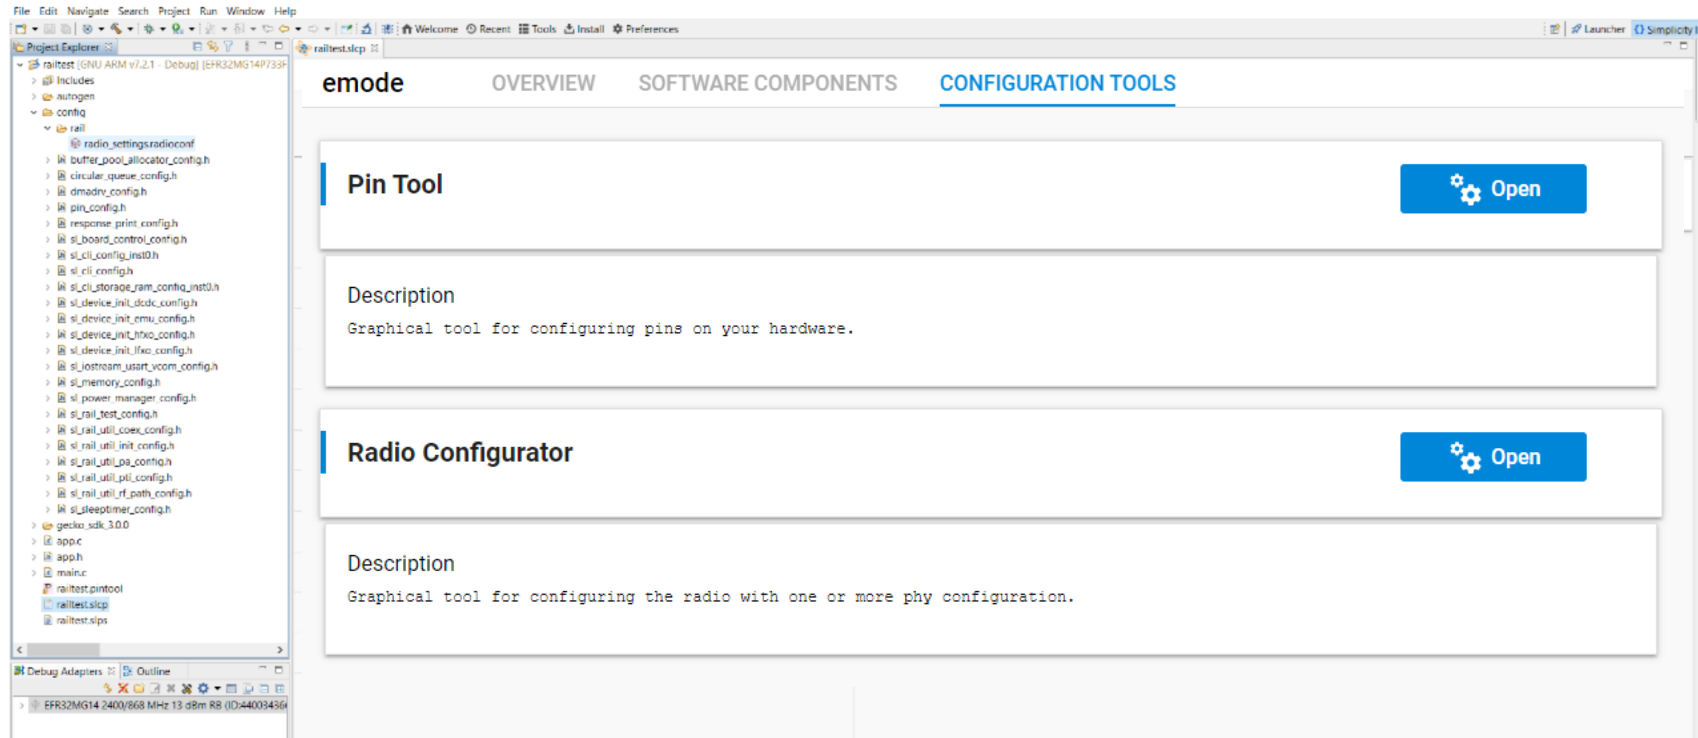 File Edit Navigate Search Project Run Window Help
Welcome Recent Tools Install Preferences
Launcher {} Simplicity I
Project Explorer
railtest.slcp
railtest [GNU ARM v7.2.1 - Debug] [EFR32MG14P733F
Includes
autogen
config
rail
radio_settings.radioconf
buffer_pool_allocator_config.h
circular_queue_config.h
dmadrv_config.h
pin_config.h
response_print_config.h
sl_board_control_config.h
sl_cli_config_inst0.h
sl_cli_config.h
sl_cli_storage_ram_config_inst0.h
sl_device_init_dcdc_config.h
sl_device_init_emu_config.h
sl_device_init_hfxo_config.h
sl_device_init_lfxo_config.h
sl_iostream_usart_vcom_config.h
sl_memory_config.h
sl_power_manager_config.h
sl_rail_test_config.h
sl_rail_util_coex_config.h
sl_rail_util_init_config.h
sl_rail_util_pa_config.h
sl_rail_util_pti_config.h
sl_rail_util_rf_path_config.h
sl_sleeptimer_config.h
gecko_sdk_3.0.0
app.c
app.h
main.c
railtest.pintool
railtest.slcp
railtest.slps
Debug Adapters Outline
EFR32MG14 2400/868 MHz 13 dBm RB (ID:44003436
emode OVERVIEW SOFTWARE COMPONENTS CONFIGURATION TOOLS
Pin Tool
Open
Description
Graphical tool for configuring pins on your hardware.
Radio Configurator
Open
Description
Graphical tool for configuring the radio with one or more phy configuration.